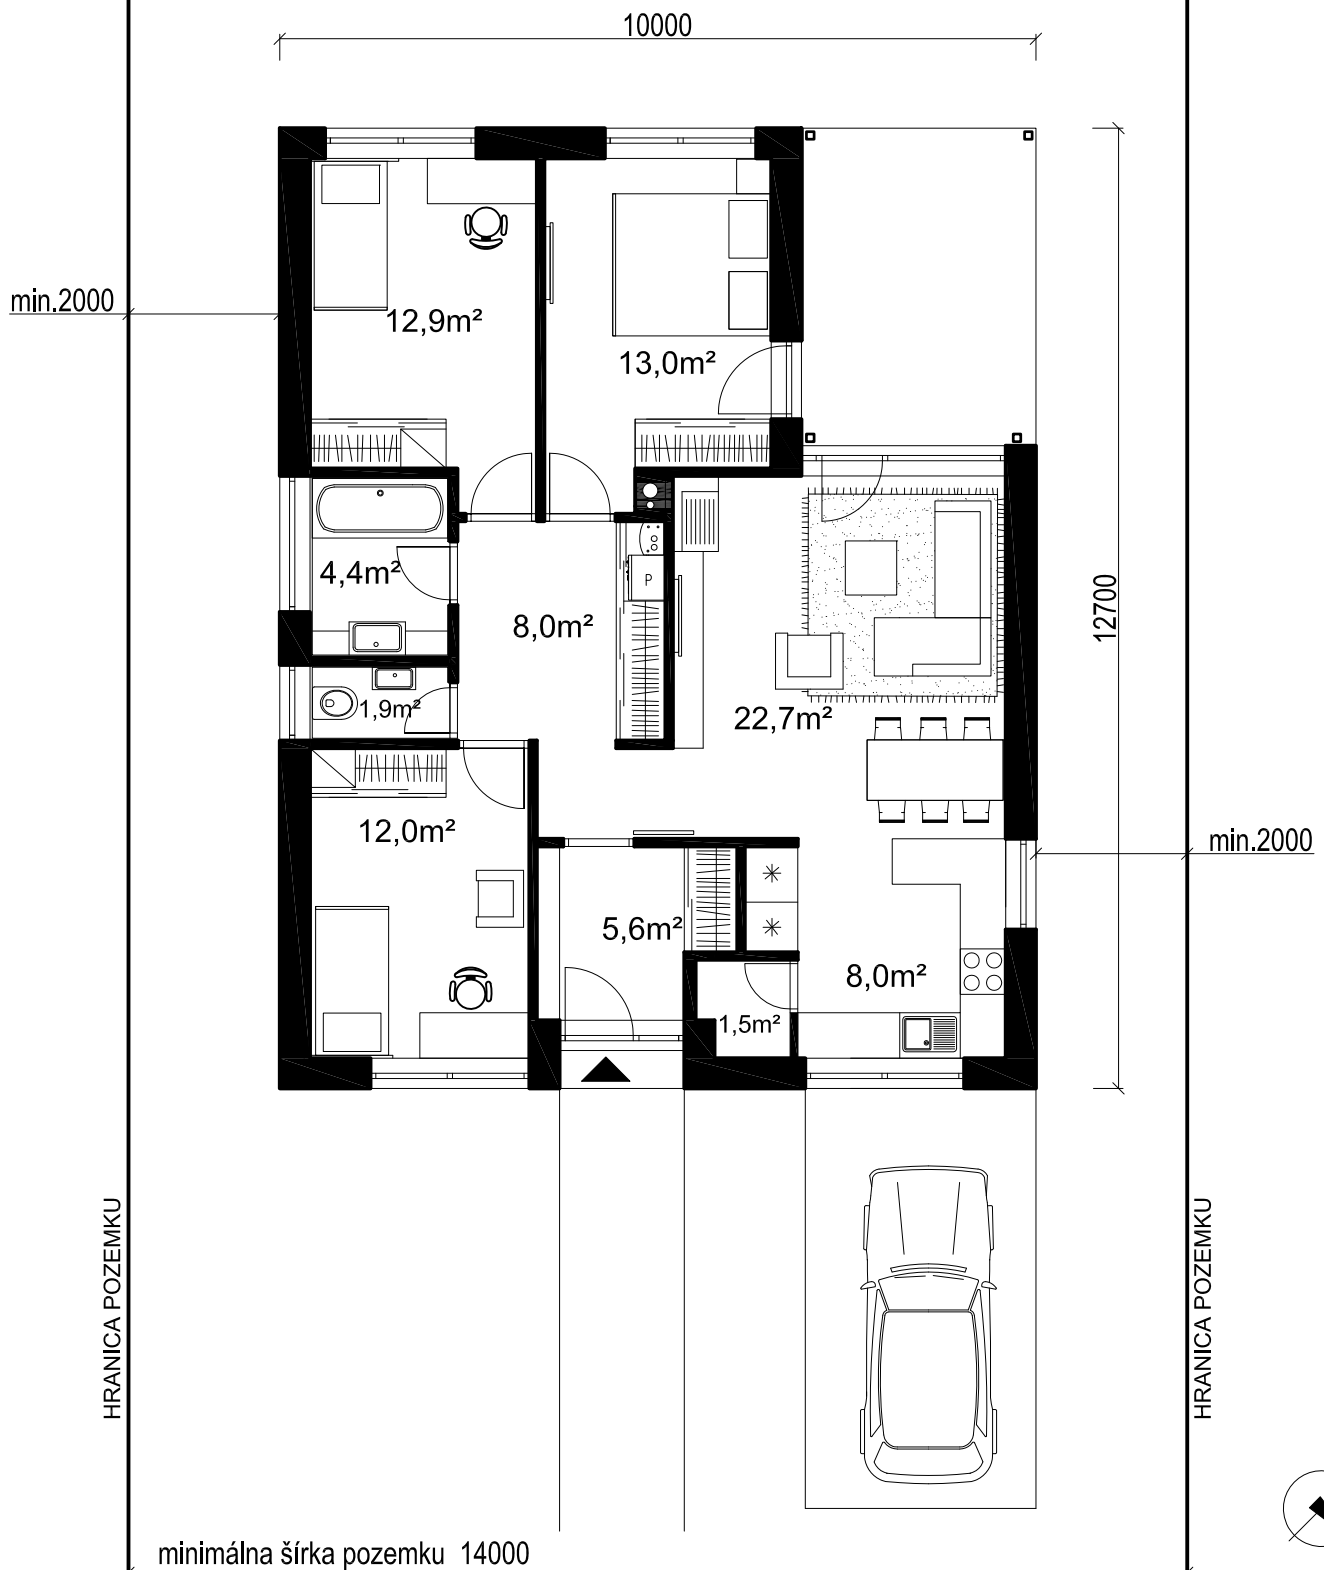 10000
min.2000
12,9m²
13,0m²
12700
4,4m²
8,0m²
P
1,9m²
22,7m²
12,0m²
min.2000
5,6m²
8,0m²
1,5m²
HRANICA POZEMKU
HRANICA POZEMKU
minimálna šírka pozemku 14000